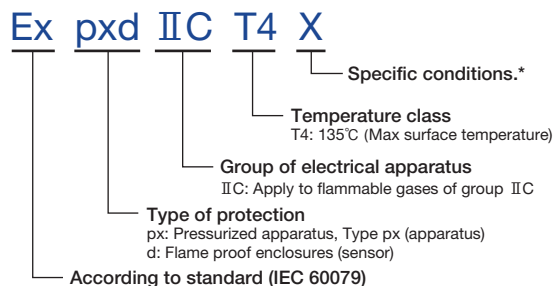 Ex pxd ⅡC T4 X
Specific conditions.*
Temperature class
T4: 135℃ (Max surface temperature)
Group of electrical apparatus
ⅡC: Apply to flammable gases of group ⅡC
Type of protection
px: Pressurized apparatus, Type px (apparatus)
d: Flame proof enclosures (sensor)
According to standard (IEC 60079)